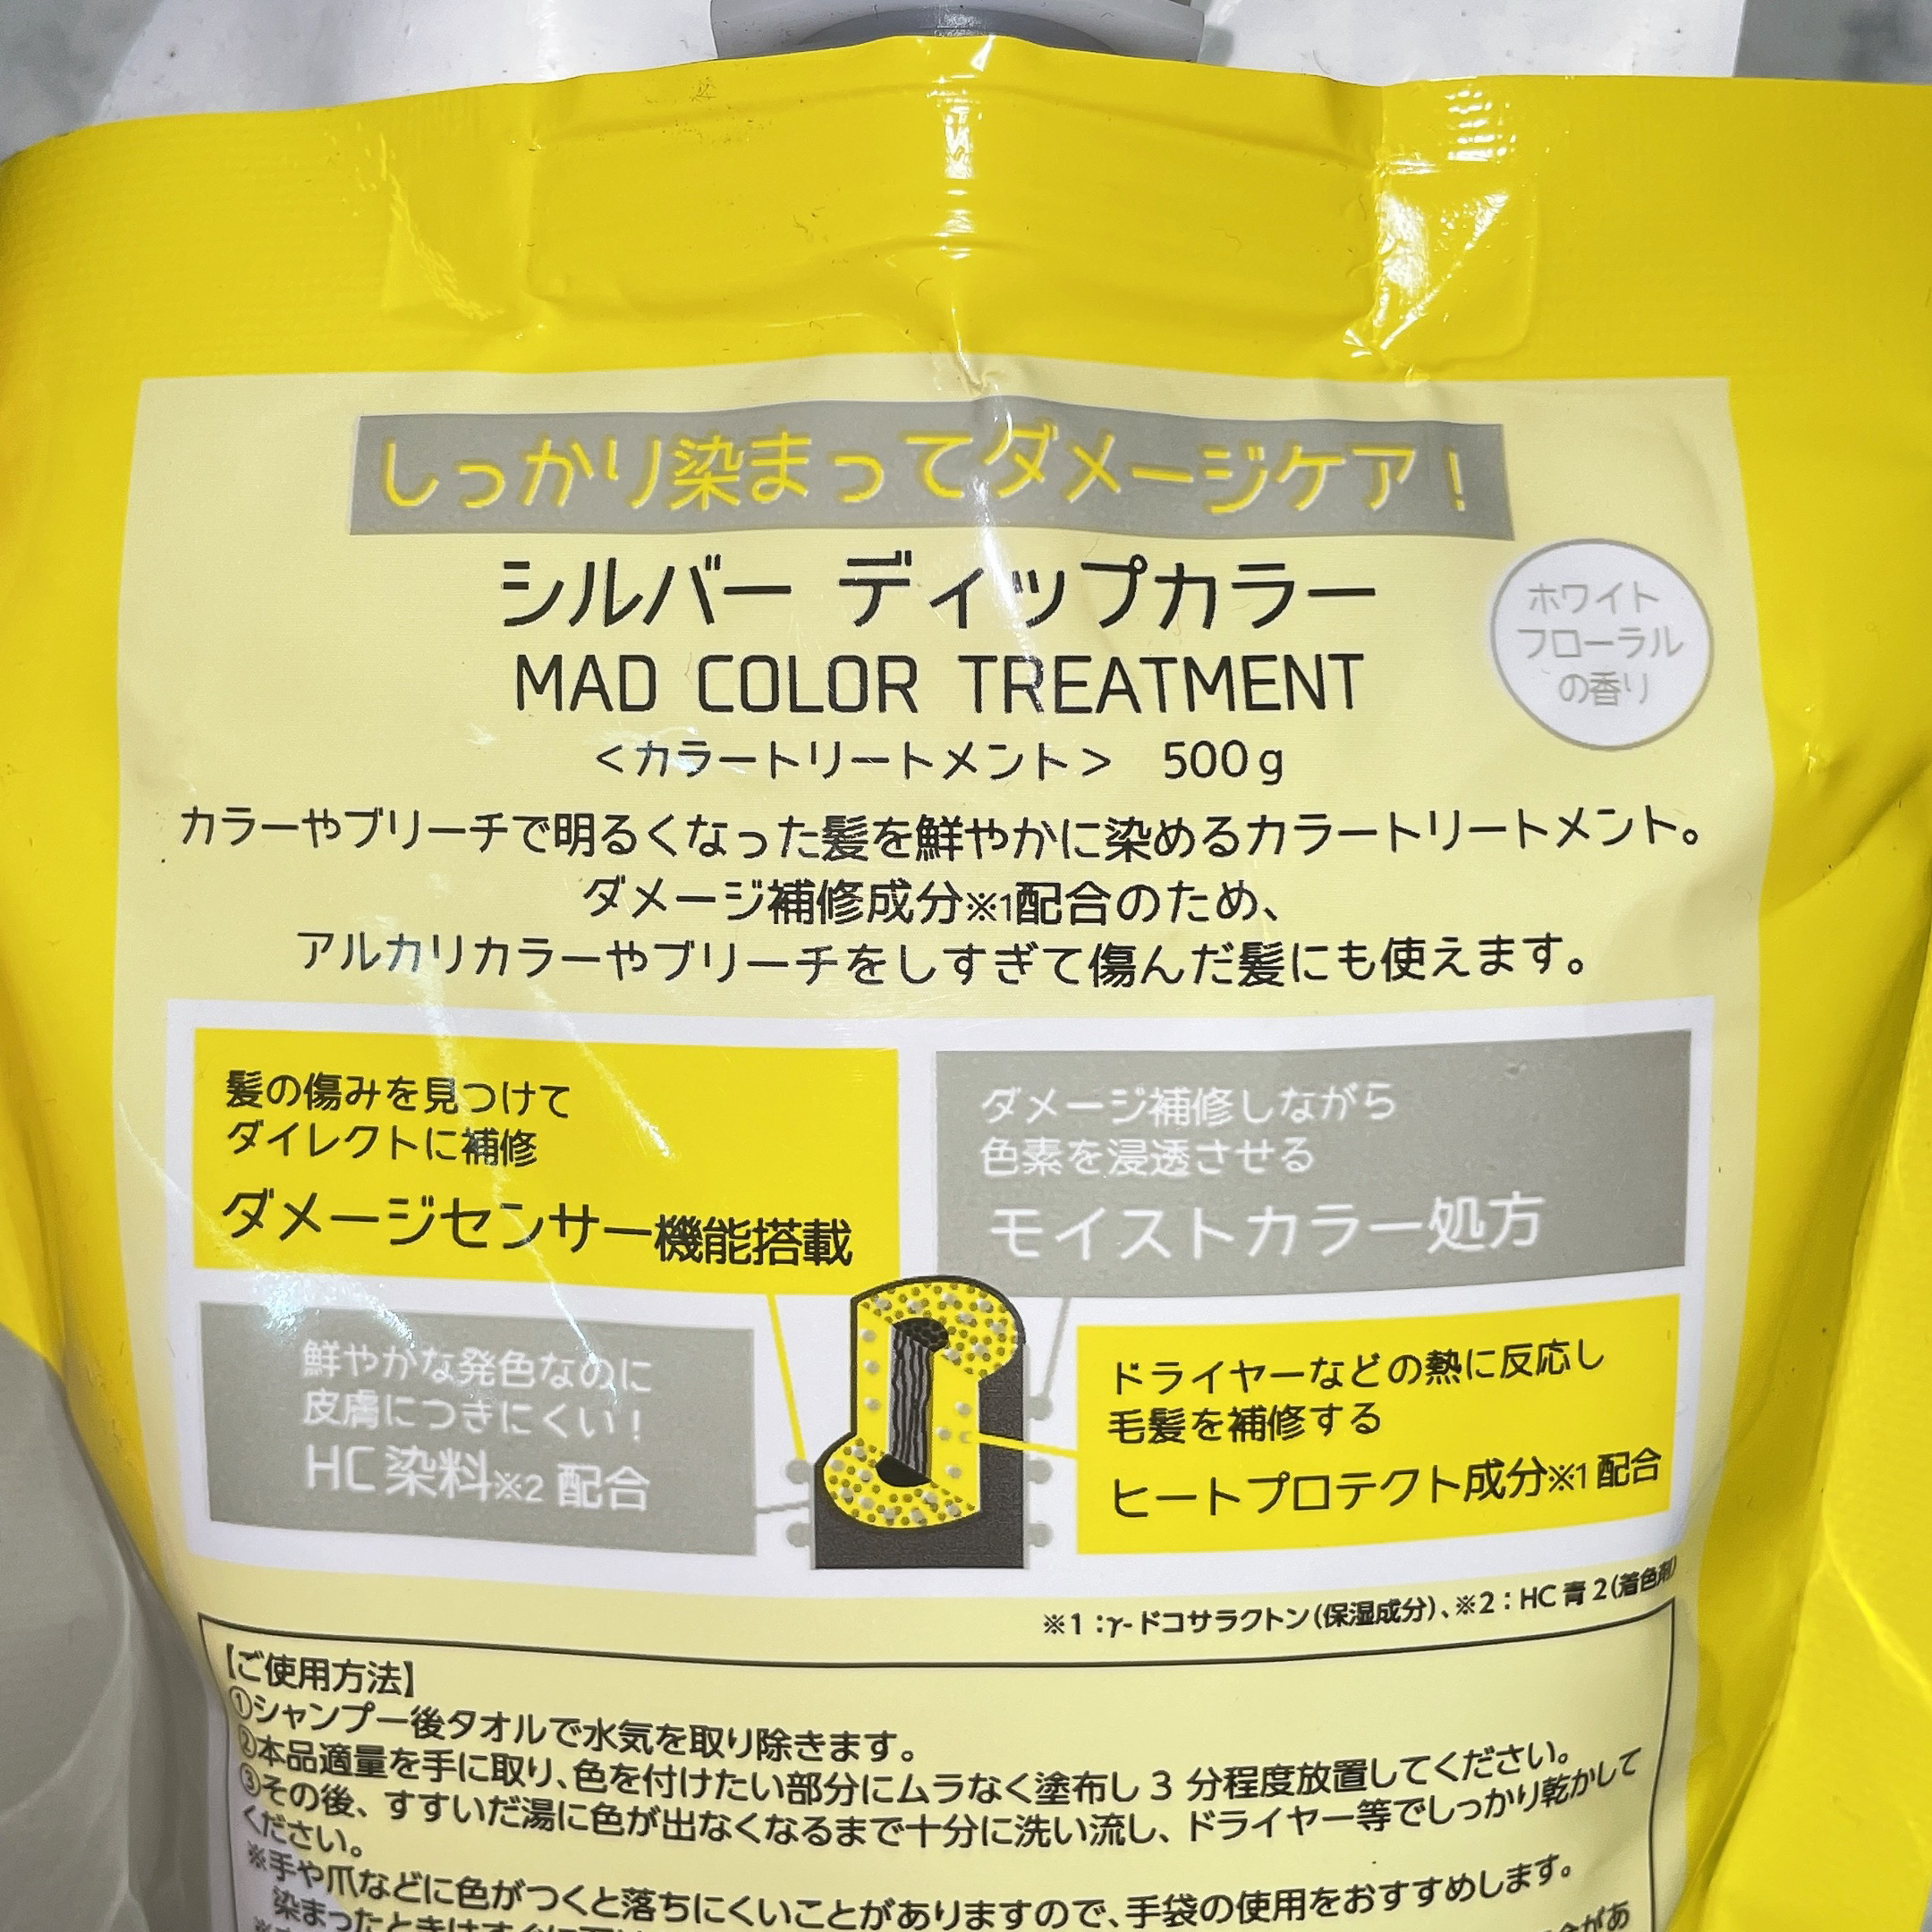 しっかり染まってダメージケア！
シルバー ディップカラー
MAD COLOR TREATMENT
ホワイト
フローラル
の香り
＜カラートリートメント＞ 500g
カラーやブリーチで明るくなった髪を鮮やかに染めるカラートリートメント。
ダメージ補修成分※1配合のため、
アルカリカラーやブリーチをしすぎて傷んだ髪にも使えます。
髪の傷みを見つけて
ダイレクトに補修
ダメージセンサー機能搭載
ダメージ補修しながら
色素を浸透させる
モイストカラー処方
鮮やかな発色なのに
皮膚につきにくい！
HC染料※2 配合
ドライヤーなどの熱に反応し
毛髪を補修する
ヒートプロテクト成分※1配合
※1：γ-ドコサラクトン(保湿成分)、※2：HC 青 2(着色剤)
【ご使用方法】
①シャンプー後タオルで水気を取り除きます。
②本品適量を手に取り、色を付けたい部分にムラなく塗布し 3 分程度放置してください。
③その後、すすいだ湯に色が出なくなるまで十分に洗い流し、ドライヤー等でしっかり乾かして
ください。
※手や爪などに色がつくと落ちにくいことがありますので、手袋の使用をおすすめします。
染まったときはすぐに